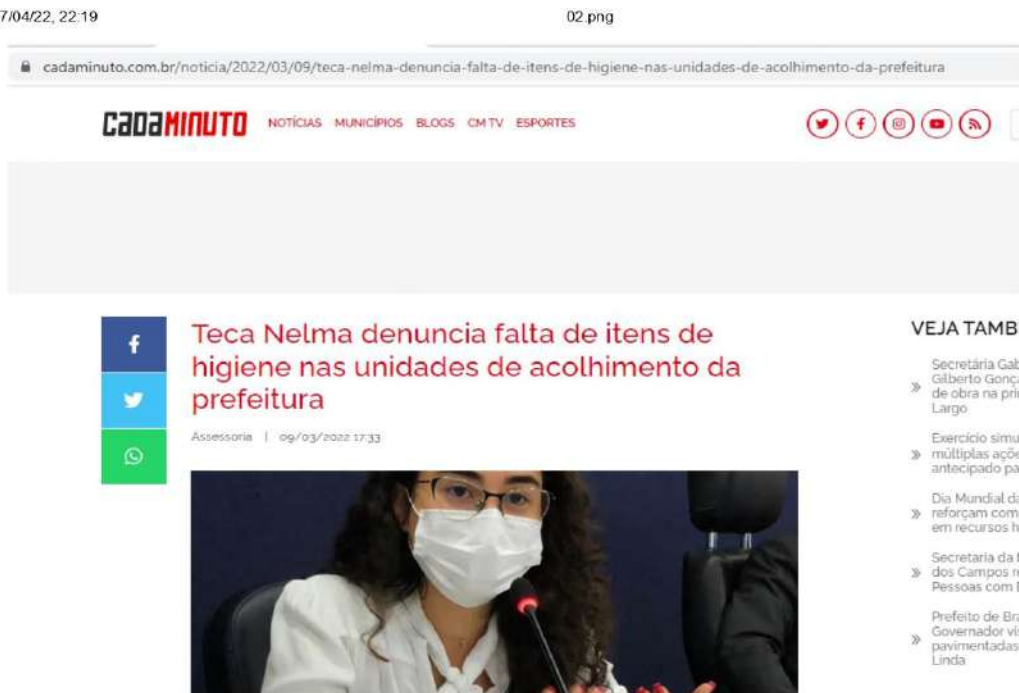 7/04/22, 22:19
02.png
cadaminuto.com.br/noticia/2022/03/09/teca-nelma-denuncia-falta-de-itens-de-higiene-nas-unidades-de-acolhimento-da-prefeitura
CADAMINUTO
NOTÍCIAS MUNICÍPIOS BLOGS CM TV ESPORTES
Teca Nelma denuncia falta de itens de
higiene nas unidades de acolhimento da
prefeitura
Assessoria | 09/03/2022 17:33
VEJA TAMB
Secretária Gab
Gilberto Gonça
de obra na pri
Largo
Exercício simu
múltiplas açõe
antecipado pa
Dia Mundial da
reforçam com
em recursos h
Secretaria da
dos Campos re
Pessoas com
Prefeito de Bra
Governador vis
pavimentadas
Linda